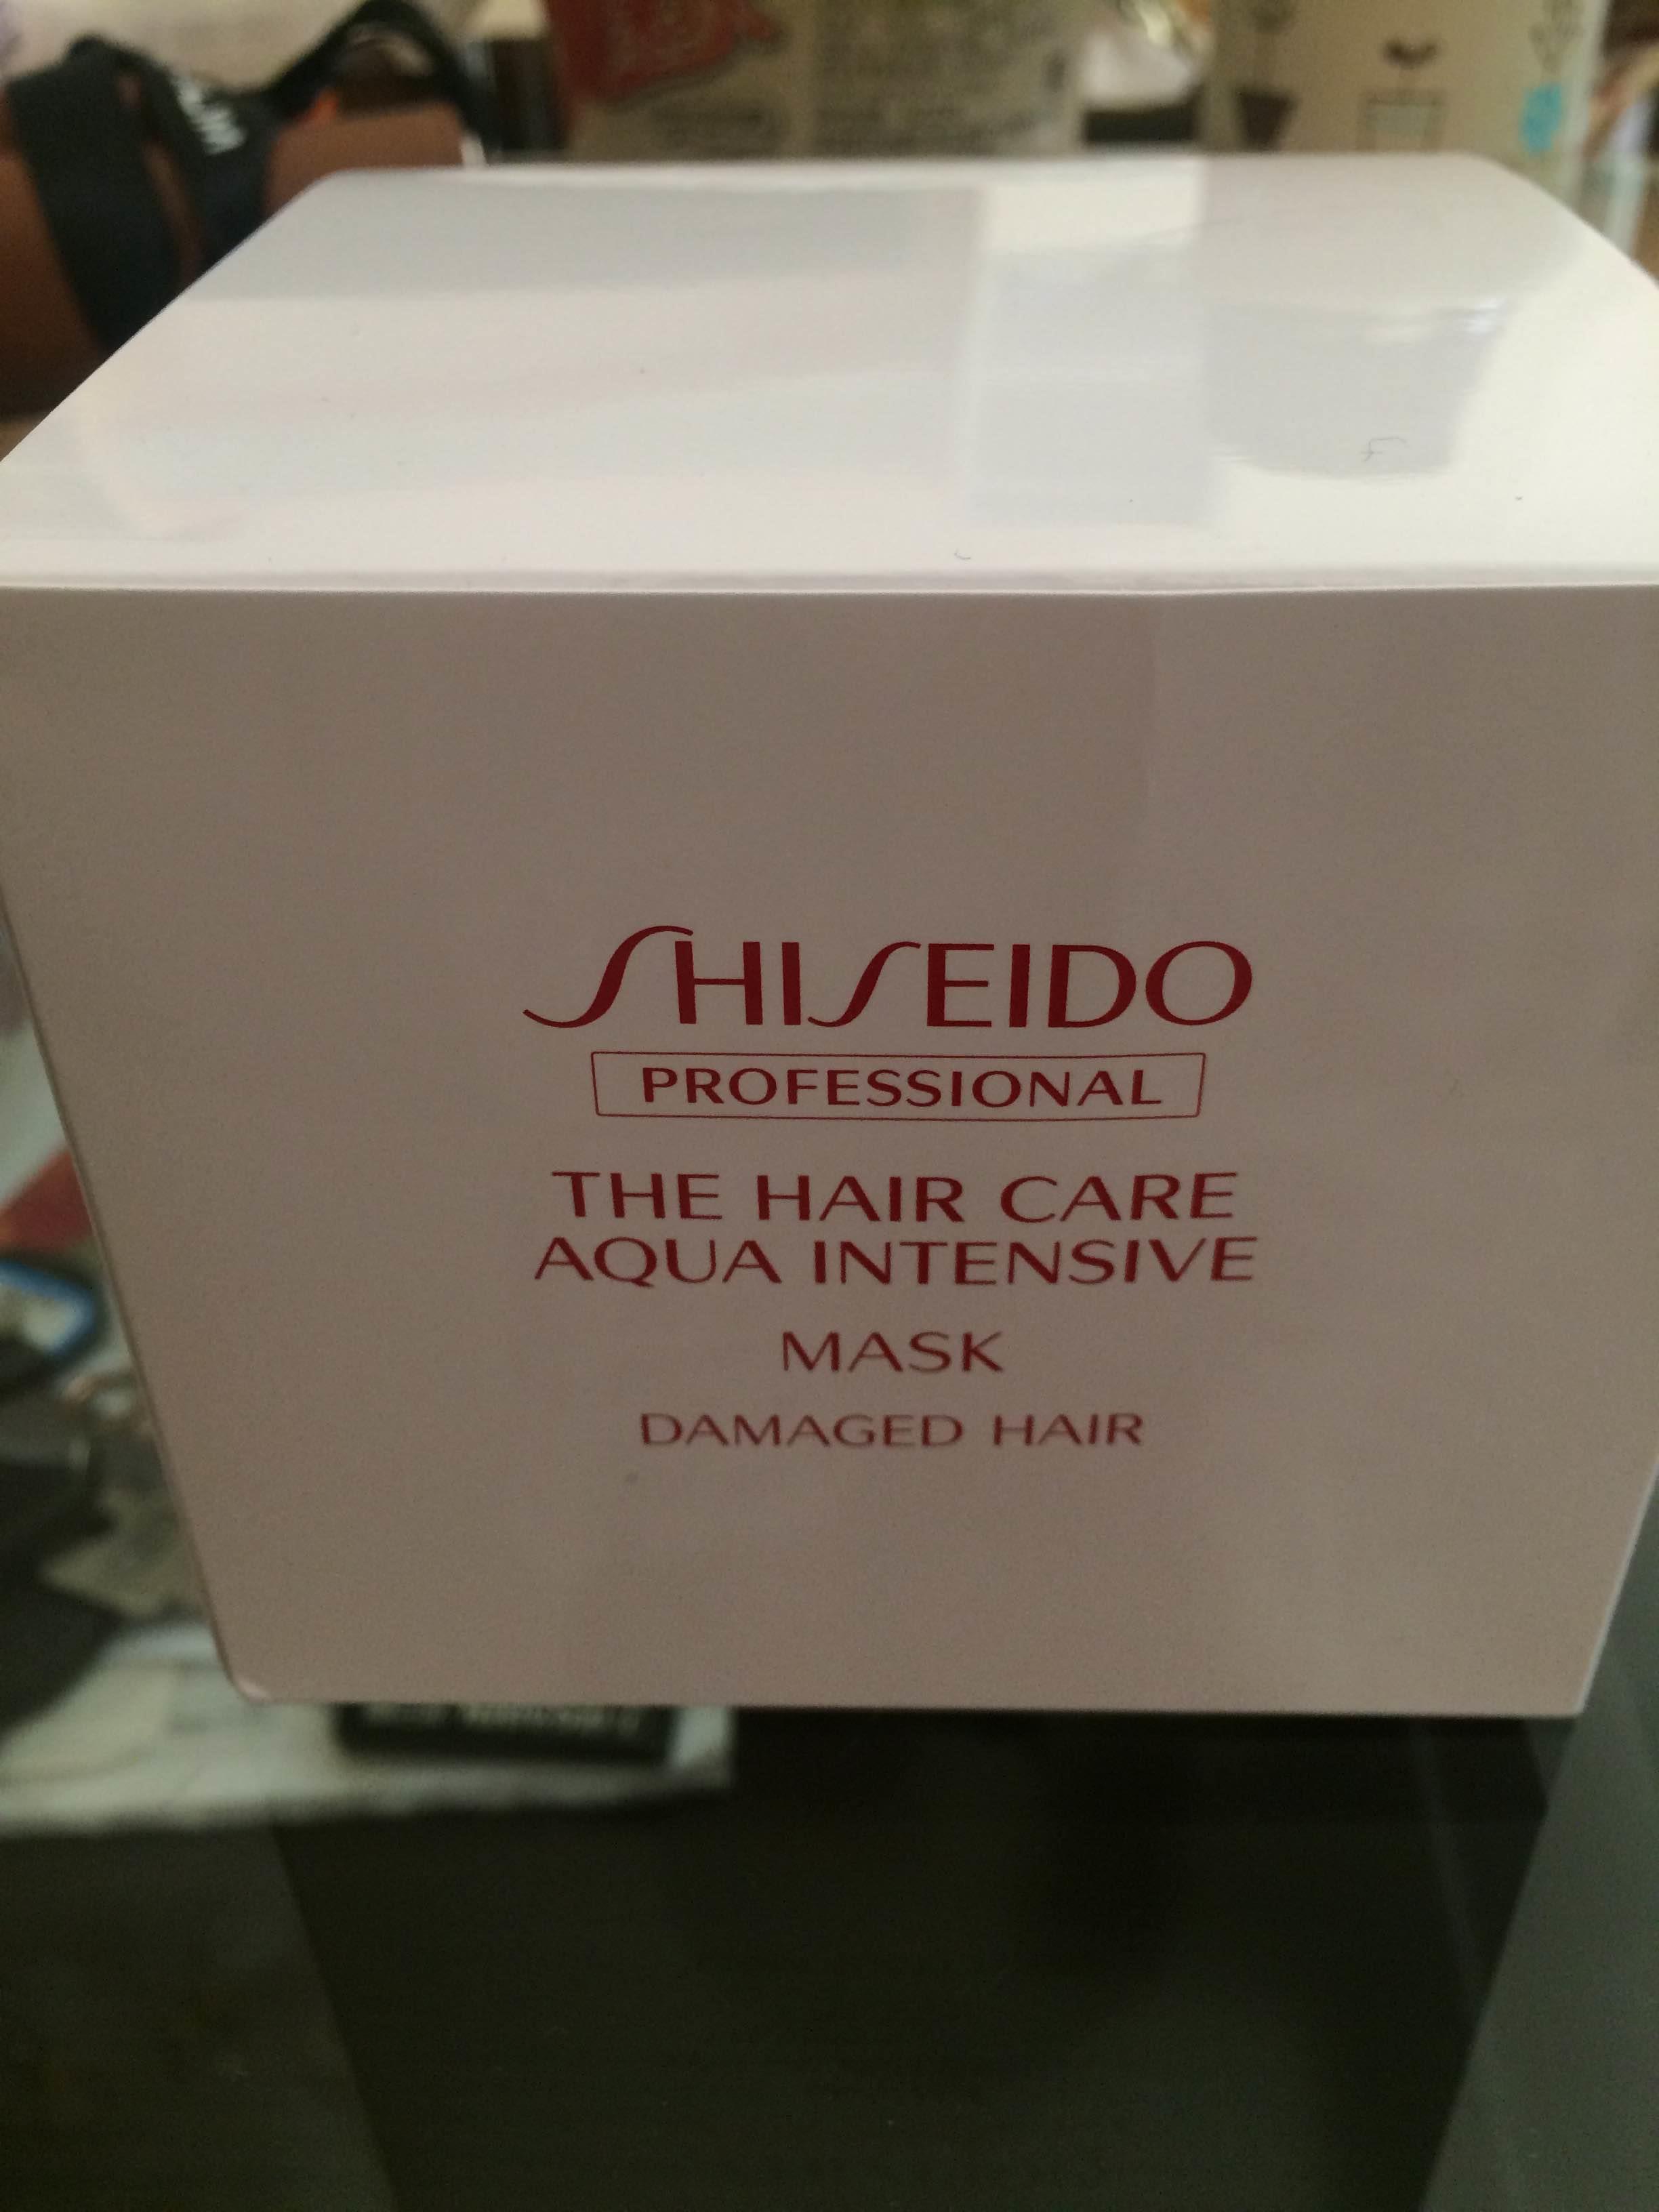 SHISEIDO
PROFESSIONAL
THE HAIR CARE
AQUA INTENSIVE
MASK
DAMAGED HAIR